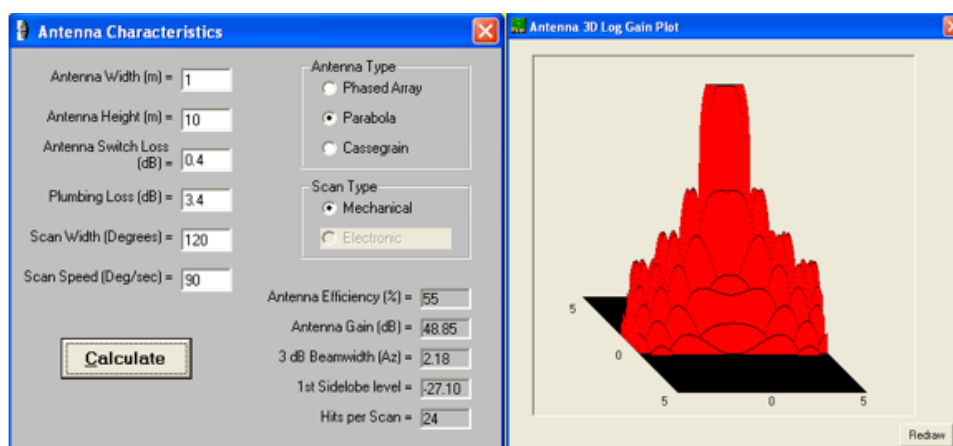 Antenna Characteristics
Antenna Width (m) = 1
Antenna Height (m) = 10
Antenna Switch Loss
(dB) = 0.4
Plumbing Loss (dB) = 3.4
Scan Width (Degrees) = 120
Scan Speed (Deg/sec) = 90
Calculate
Antenna Type
Phased Array
Parabola
Cassegrain
Scan Type
Mechanical
Electronic
Antenna Efficiency (%) = 55
Antenna Gain (dB) = 48.85
3 dB Beamwidth (Az) = 2.18
1st Sidelobe level = -27.10
Hits per Scan = 24
Antenna 3D Log Gain Plot
5
0
5
0
5
Redraw